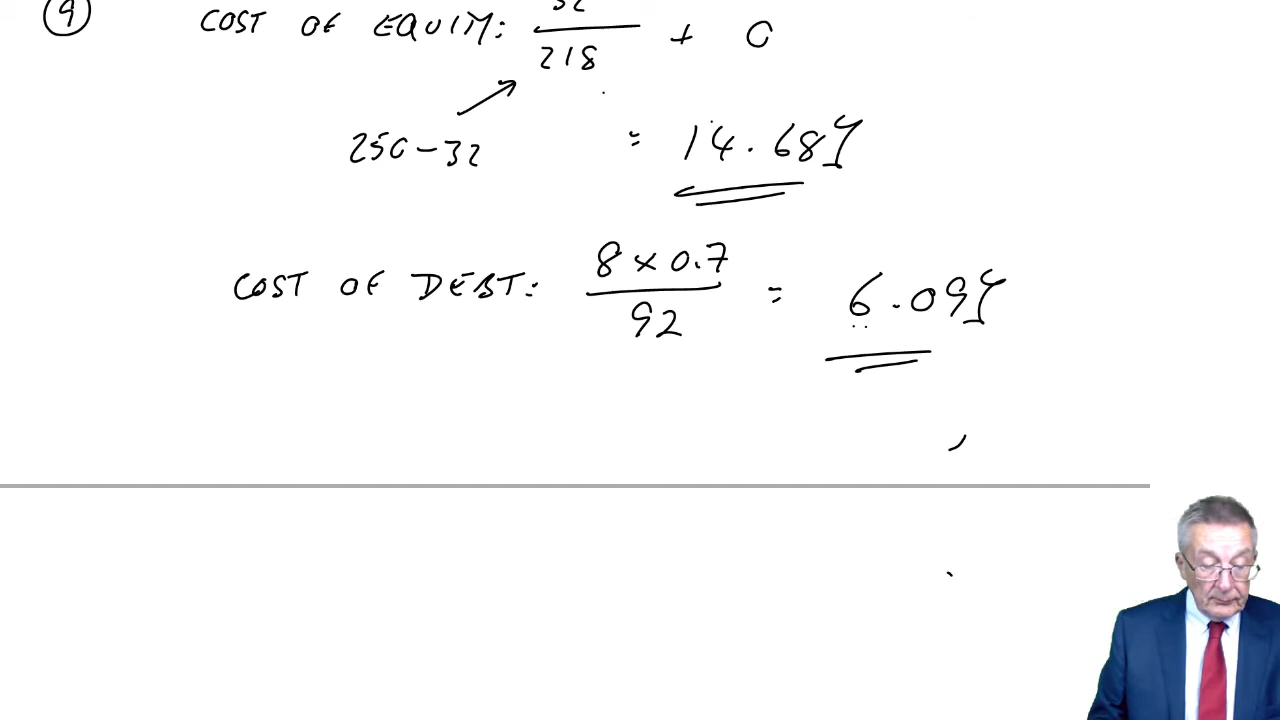 9 COST OF EQUITY: 32/218 + 0
250 - 32 = 14.68%
COST OF DEBT: 8 × 0.7/92 = 6.09%